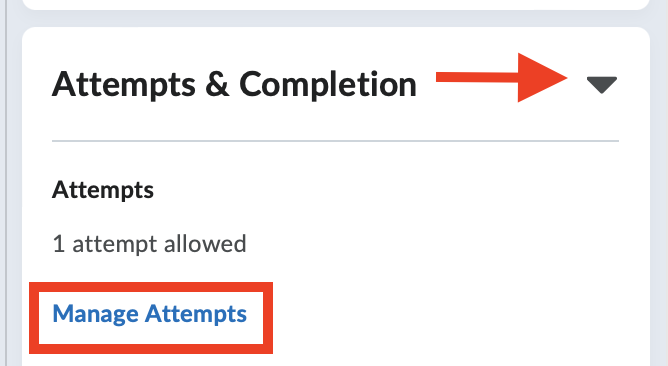 Attempts & Completion
Attempts
1 attempt allowed
Manage Attempts